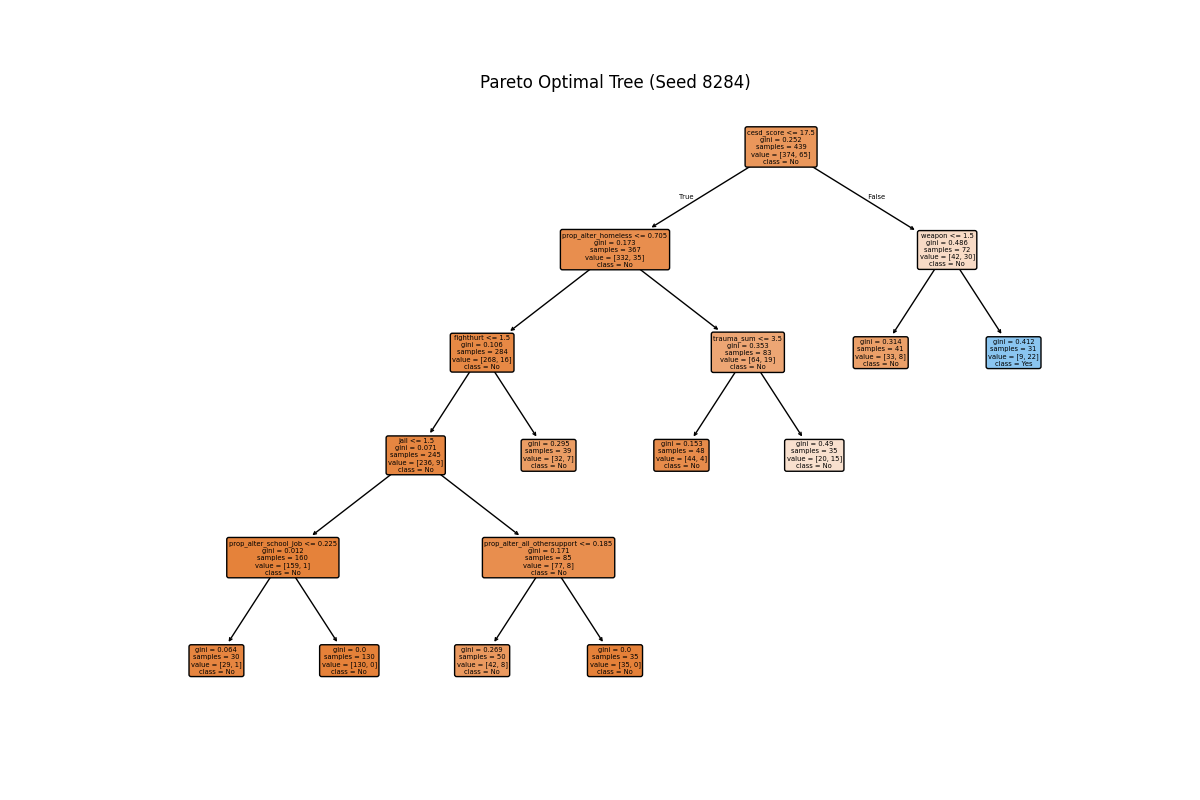 Pareto Optimal Tree (Seed 8284)
cesd_score <= 17.5
gini = 0.252
samples = 439
value = [374, 65]
class = No
True
False
prop_alter_homeless <= 0.705
gini = 0.173
samples = 367
value = [332, 35]
class = No
weapon <= 1.5
gini = 0.486
samples = 72
value = [42, 30]
class = No
fighthurt <= 1.5
gini = 0.106
samples = 284
value = [268, 16]
class = No
trauma_sum <= 3.5
gini = 0.353
samples = 83
value = [64, 19]
class = No
gini = 0.314
samples = 41
value = [33, 8]
class = No
gini = 0.412
samples = 31
value = [9, 22]
class = Yes
jail <= 1.5
gini = 0.071
samples = 245
value = [236, 9]
class = No
gini = 0.295
samples = 39
value = [32, 7]
class = No
gini = 0.153
samples = 48
value = [44, 4]
class = No
gini = 0.49
samples = 35
value = [20, 15]
class = No
prop_alter_school_job <= 0.225
gini = 0.012
samples = 160
value = [159, 1]
class = No
prop_alter_all_othersupport <= 0.185
gini = 0.171
samples = 85
value = [77, 8]
class = No
gini = 0.064
samples = 30
value = [29, 1]
class = No
gini = 0.0
samples = 130
value = [130, 0]
class = No
gini = 0.269
samples = 50
value = [42, 8]
class = No
gini = 0.0
samples = 35
value = [35, 0]
class = No